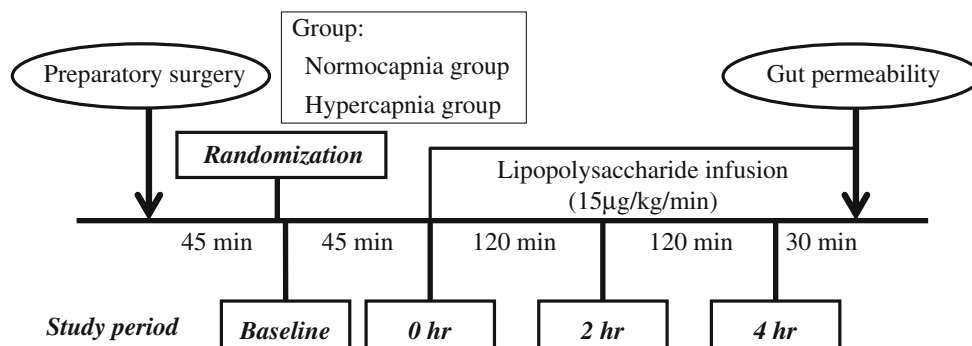 Group:
Normocapnia group
Hypercapnia group
Preparatory surgery
Gut permeability
Randomization
Lipopolysaccharide infusion
(15µg/kg/min)
45 min
45 min
120 min
120 min
30 min
Study period
Baseline
0 hr
2 hr
4 hr